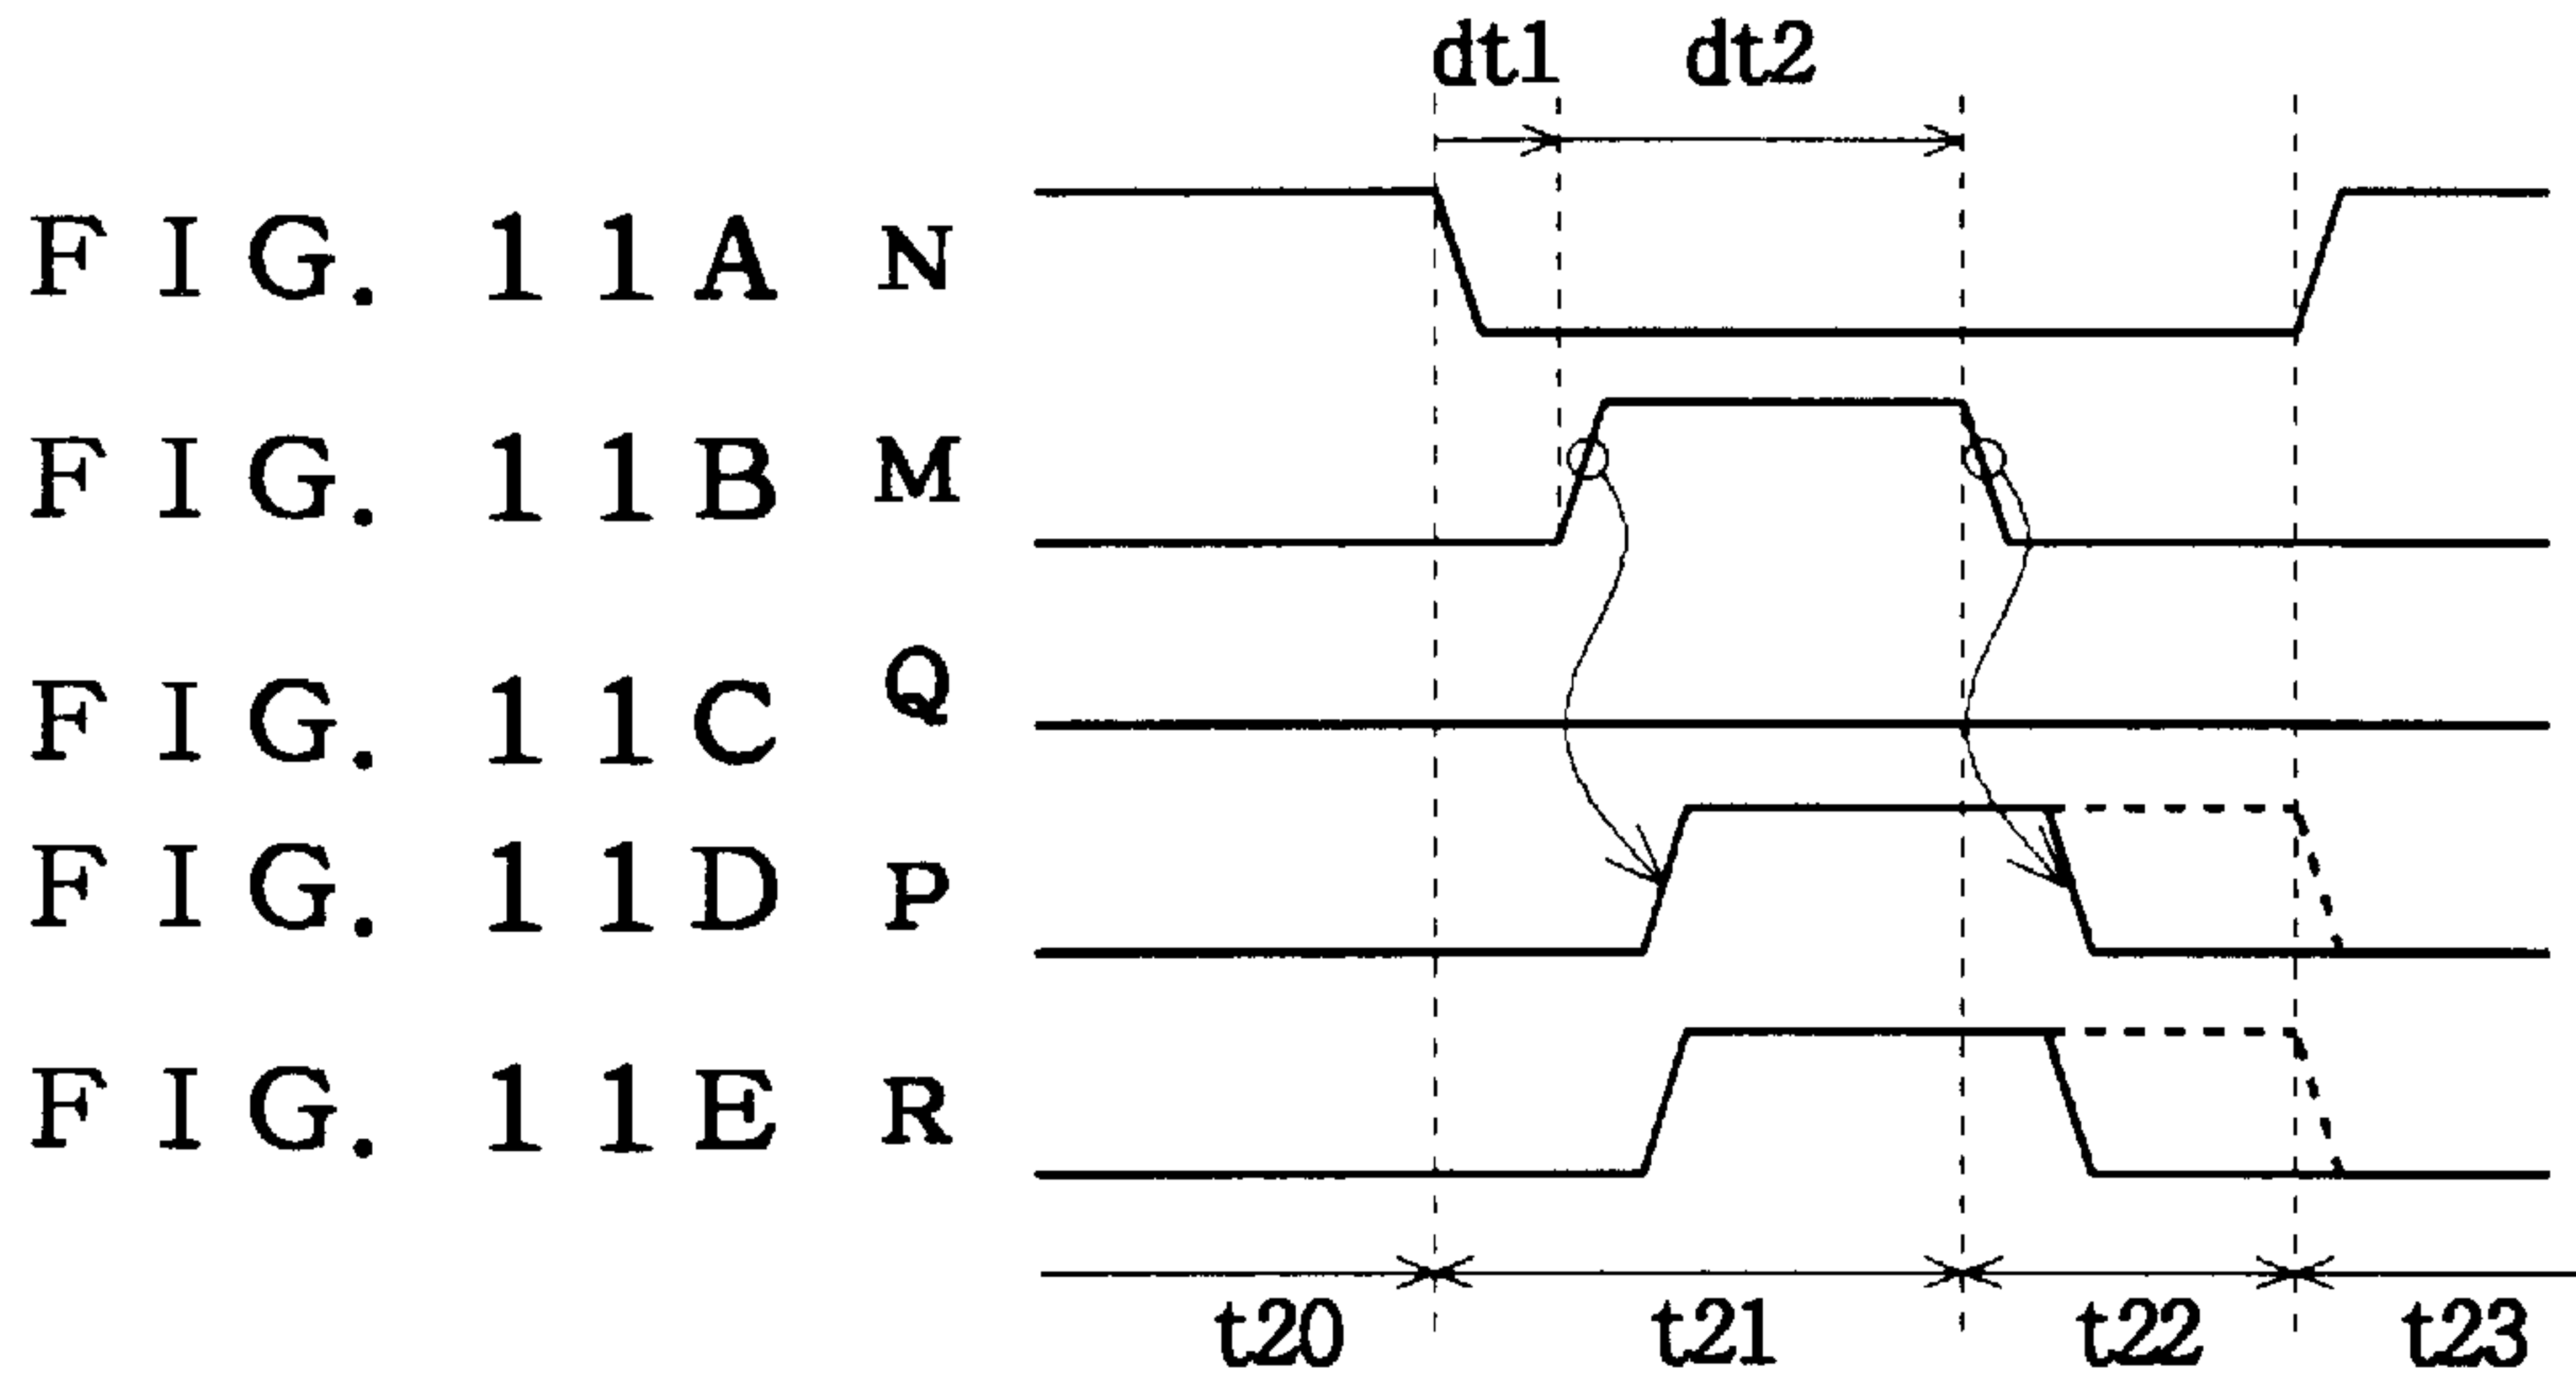 dt1 dt2
FIG. 11A N
FIG. 11B M
FIG. 11C Q
FIG. 11D P
FIG. 11E R
t20 t21 t22 t23